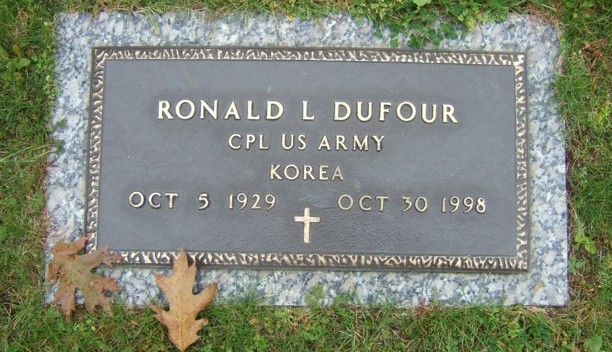 RONALD L DUFOUR
CPL US ARMY
KOREA
OCT 5 1929 OCT 30 1998